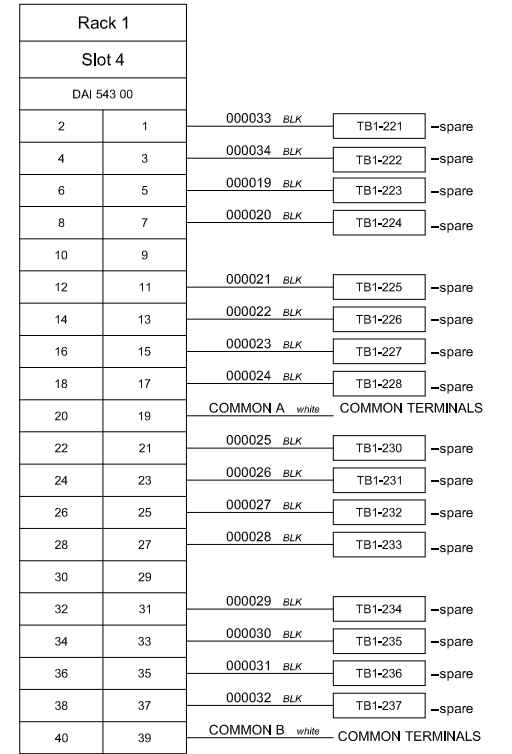 Rack 1
Slot 4
DAI 543 00
2 1 000033 BLK TB1-221 –spare
4 3 000034 BLK TB1-222 –spare
6 5 000019 BLK TB1-223 –spare
8 7 000020 BLK TB1-224 –spare
10 9
12 11 000021 BLK TB1-225 –spare
14 13 000022 BLK TB1-226 –spare
16 15 000023 BLK TB1-227 –spare
18 17 000024 BLK TB1-228 –spare
20 19 COMMON A white COMMON TERMINALS
22 21 000025 BLK TB1-230 –spare
24 23 000026 BLK TB1-231 –spare
26 25 000027 BLK TB1-232 –spare
28 27 000028 BLK TB1-233 –spare
30 29
32 31 000029 BLK TB1-234 –spare
34 33 000030 BLK TB1-235 –spare
36 35 000031 BLK TB1-236 –spare
38 37 000032 BLK TB1-237 –spare
40 39 COMMON B white COMMON TERMINALS